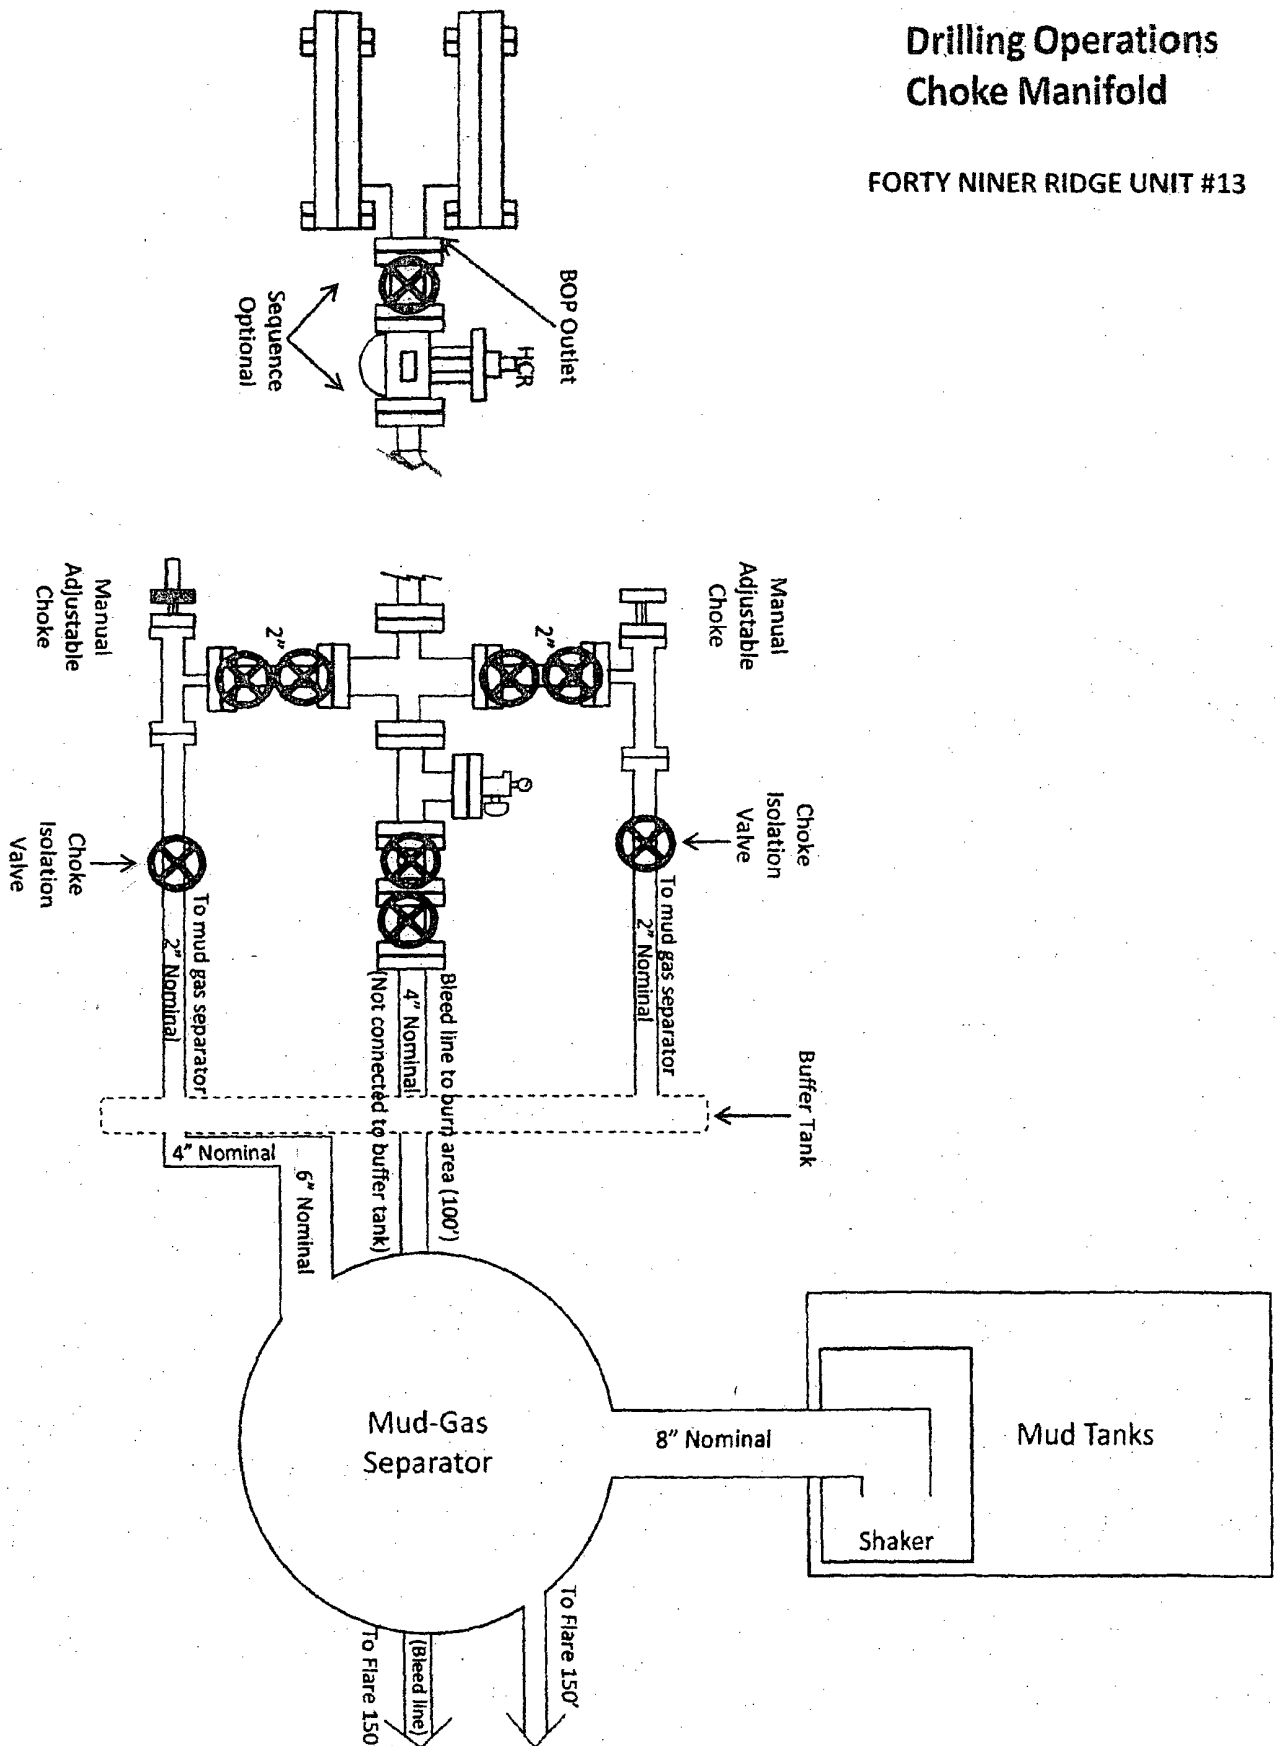 Drilling Operations
Choke Manifold
FORTY NINER RIDGE UNIT #13
BOP Outlet
HCR
Sequence
Optional
Manual
Adjustable
Choke
2"
2"
Manual
Adjustable
Choke
Choke
Isolation
Valve
Choke
Isolation
Valve
To mud gas separator
2" Nominal
Bleed line to burn area (100')
4" Nominal
(Not connected to buffer tank)
To mud gas separator
2" Nominal
Buffer Tank
4" Nominal
6" Nominal
Mud-Gas
Separator
8" Nominal
Mud Tanks
Shaker
To Flare 150'
(Bleed line)
To Flare 150